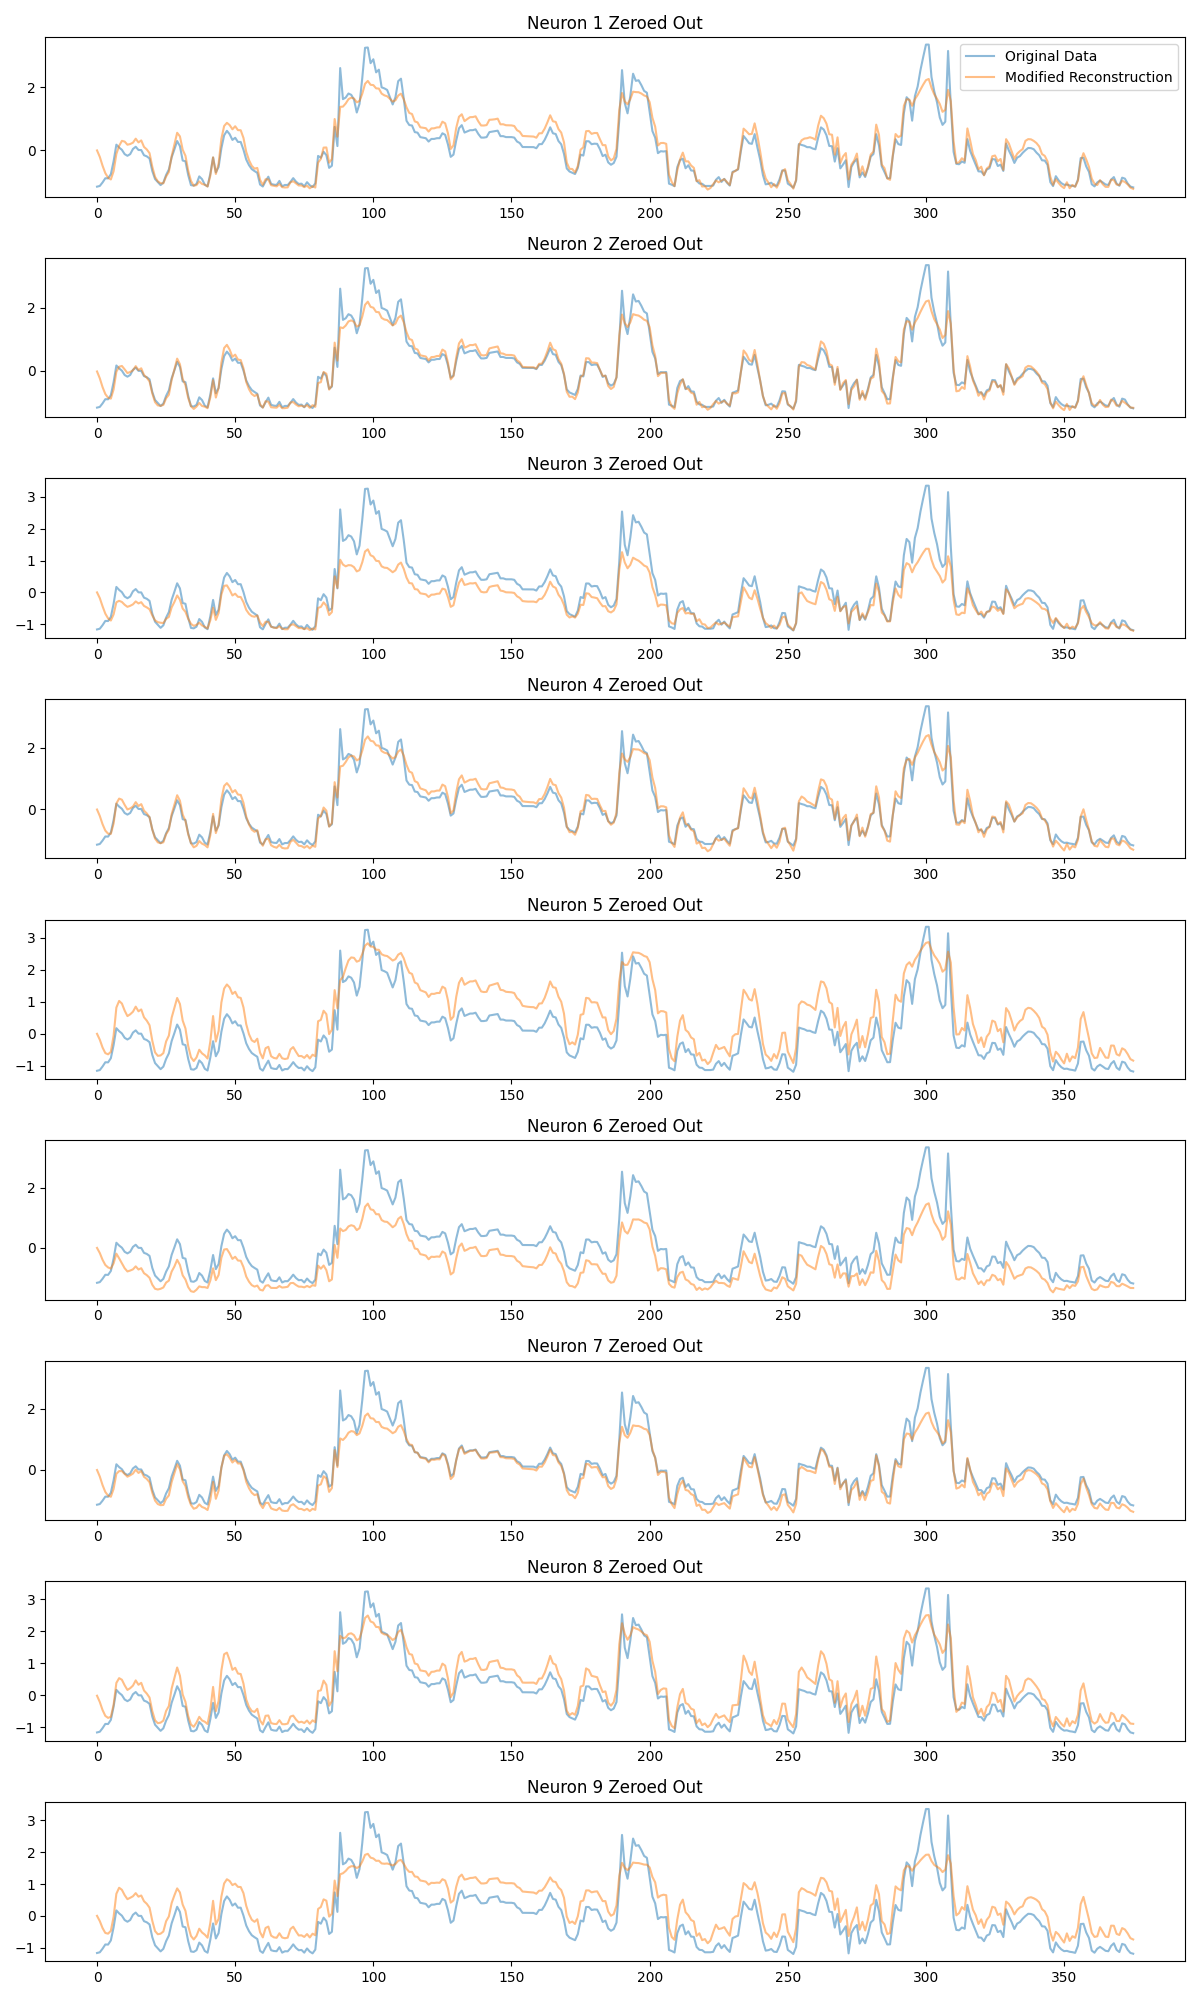 Neuron 1 Zeroed Out
Original Data
Modified Reconstruction
2
0
0 50 100 150 200 250 300 350
Neuron 2 Zeroed Out
2
0
0 50 100 150 200 250 300 350
Neuron 3 Zeroed Out
3
2
1
0
−1
0 50 100 150 200 250 300 350
Neuron 4 Zeroed Out
2
0
0 50 100 150 200 250 300 350
Neuron 5 Zeroed Out
3
2
1
0
−1
0 50 100 150 200 250 300 350
Neuron 6 Zeroed Out
2
0
0 50 100 150 200 250 300 350
Neuron 7 Zeroed Out
2
0
0 50 100 150 200 250 300 350
Neuron 8 Zeroed Out
3
2
1
0
−1
0 50 100 150 200 250 300 350
Neuron 9 Zeroed Out
3
2
1
0
−1
0 50 100 150 200 250 300 350